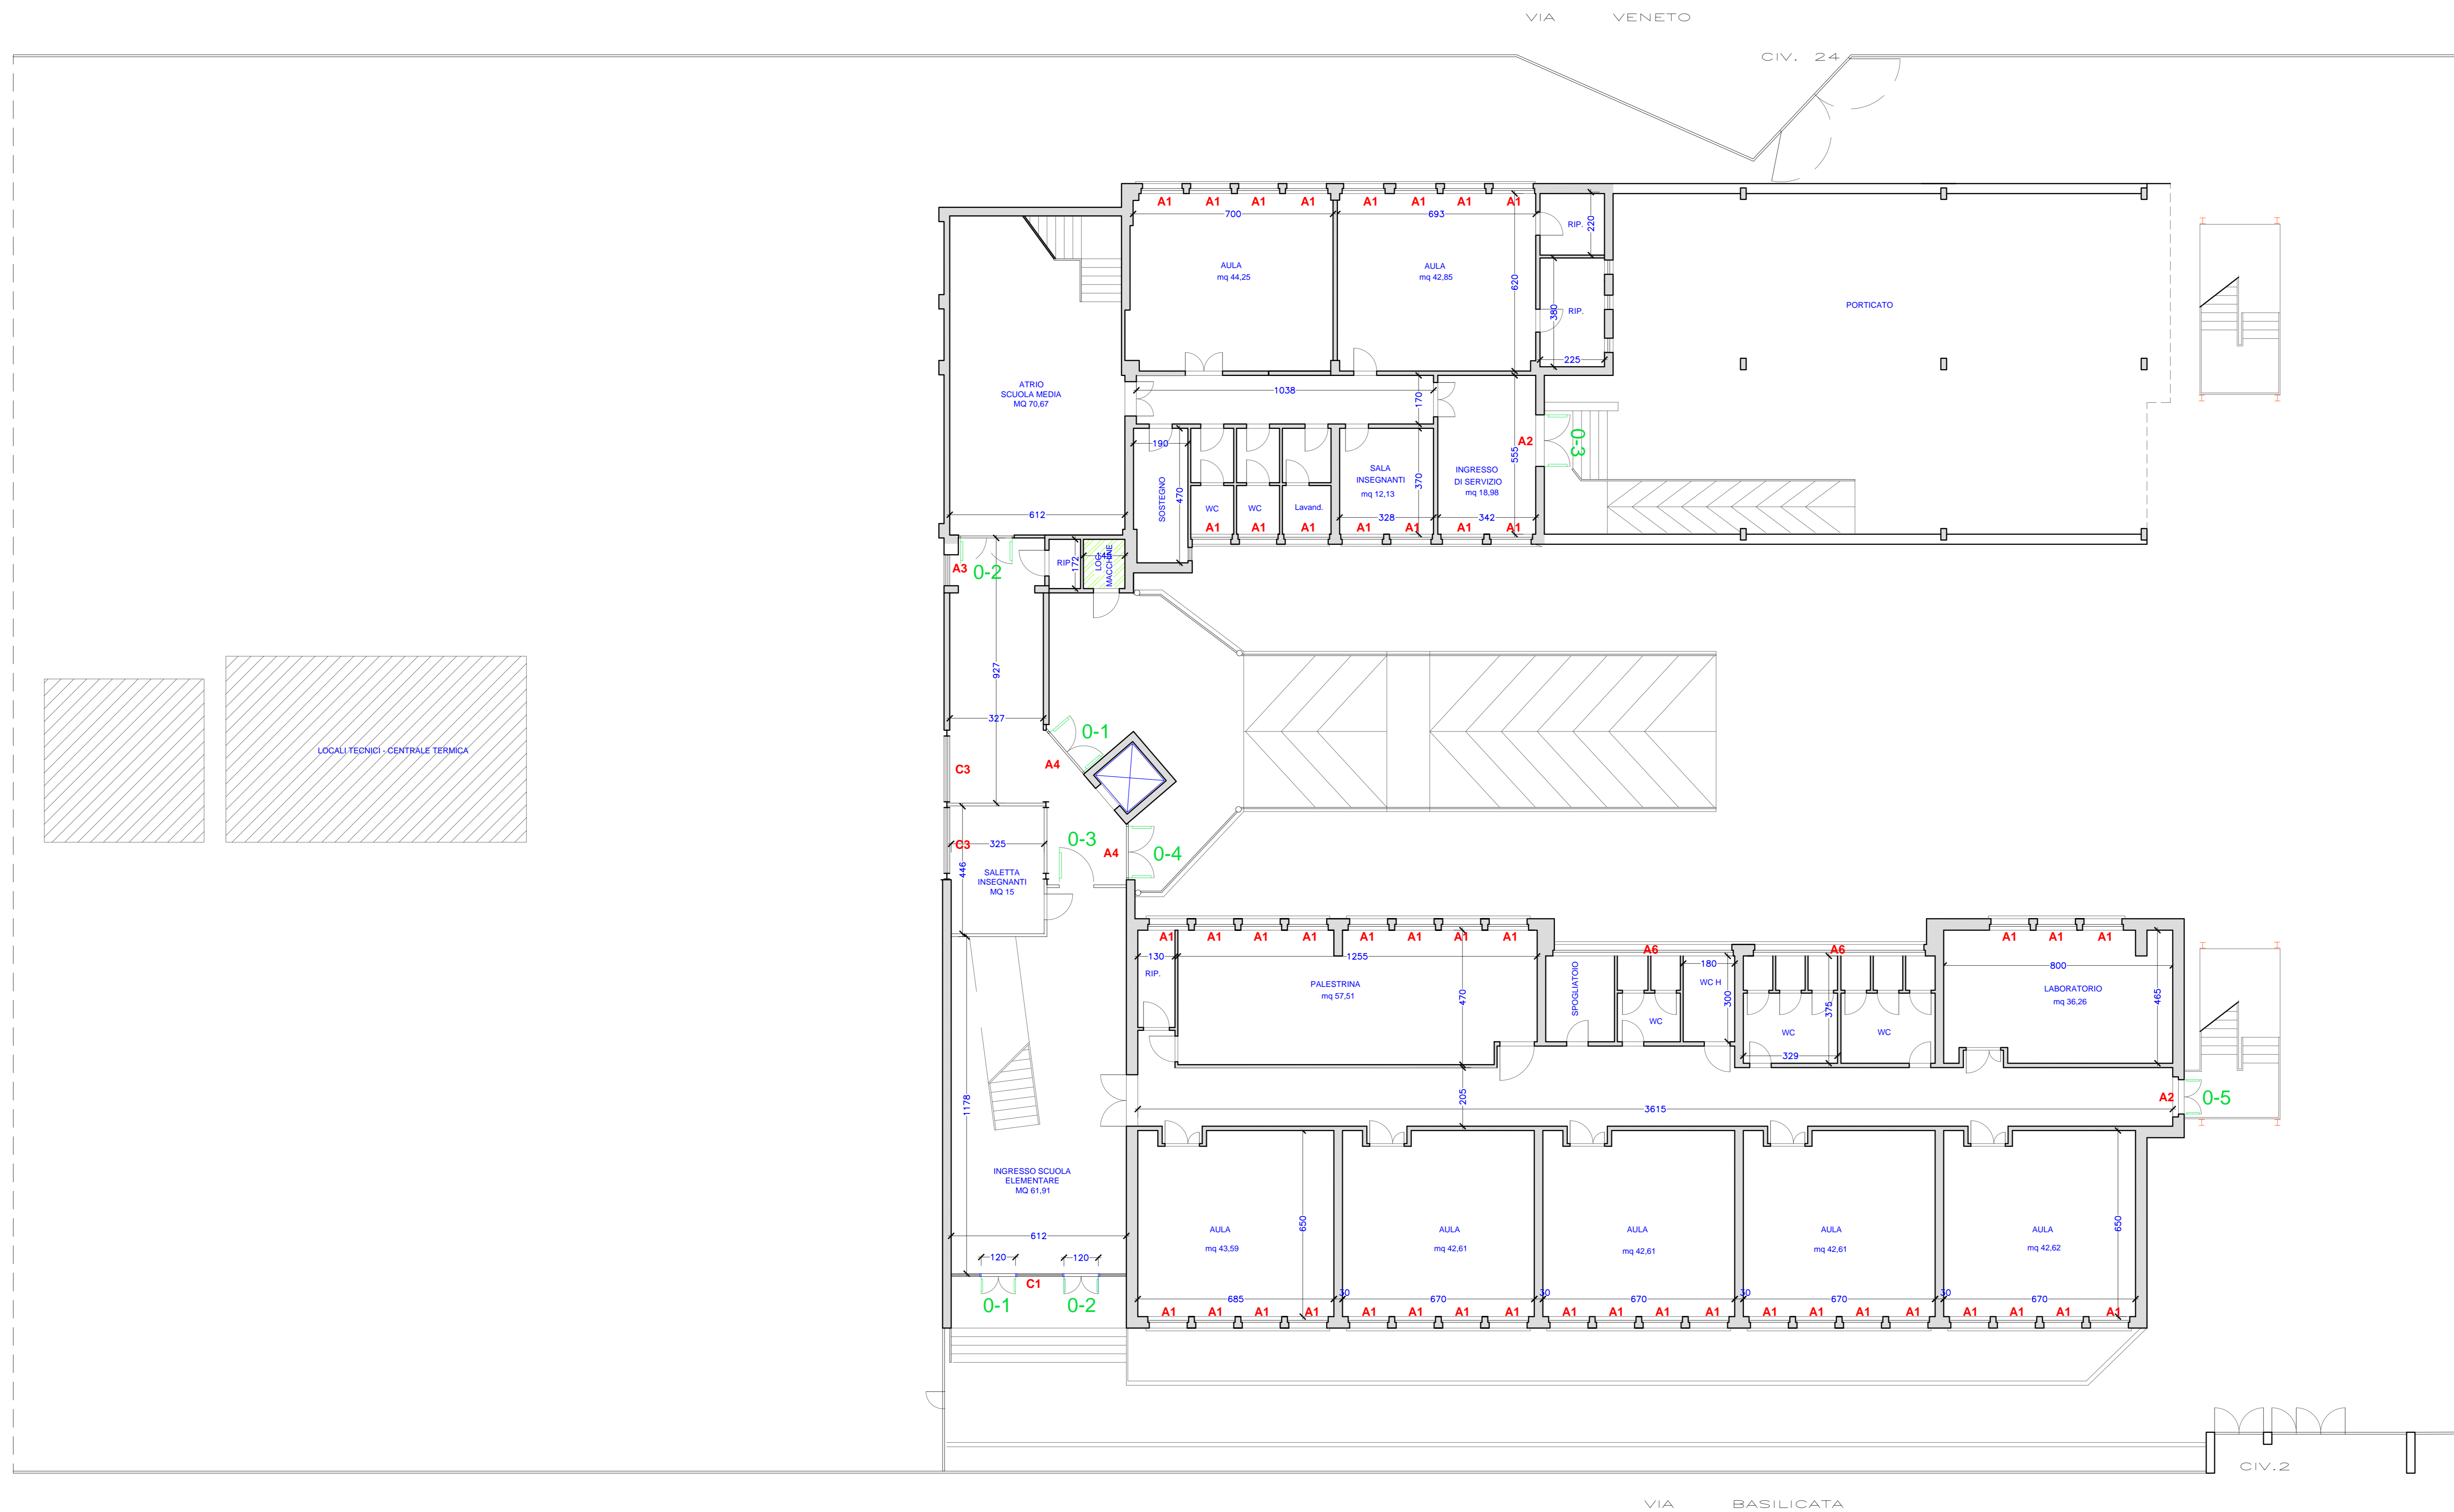 VIA VENETO
CIV. 24
A1 A1 A1 A1 A1 A1 A1 A1
700 693
RIP. 220
AULA
mq 44,25
AULA
mq 42,85
620
380 RIP.
225
PORTICATO
ATRIO
SCUOLA MEDIA
MQ 70,67
1038
170
190
A2
0-3
555
SOSTEGNO
470
SALA
INSEGNANTI
mq 12,13
370
INGRESSO
DI SERVIZIO
mq 18,98
WC WC Lavand.
612
328 342
A1 A1 A1 A1 A1 A1 A1
A3 0-2
RIP.
172
LOC.
MACCHINE
927
327
0-1
A4
C3
LOCALI TECNICI - CENTRALE TERMICA
0-3
C3 325
A4 0-4
446
SALETTA
INSEGNANTI
MQ 15
A1 A1 A1 A1 A1 A1 A1 A1
A1 A1 A1
A6 A6
130 1255
180
800
RIP.
PALESTRINA
mq 57,51
470
SPOGLIATOIO
WC H
300
375
LABORATORIO
mq 36,26
465
WC WC WC
329
205
3615
A2 0-5
1178
INGRESSO SCUOLA
ELEMENTARE
MQ 61,91
612
120 120
C1
0-1 0-2
AULA
mq 43,59
650
AULA
mq 42,61
AULA
mq 42,61
AULA
mq 42,61
AULA
mq 42,62
650
30 30 30 30
685 670 670 670 670
A1 A1 A1 A1 A1 A1 A1 A1 A1 A1 A1 A1 A1 A1 A1 A1 A1 A1 A1 A1
CIV.2
VIA BASILICATA